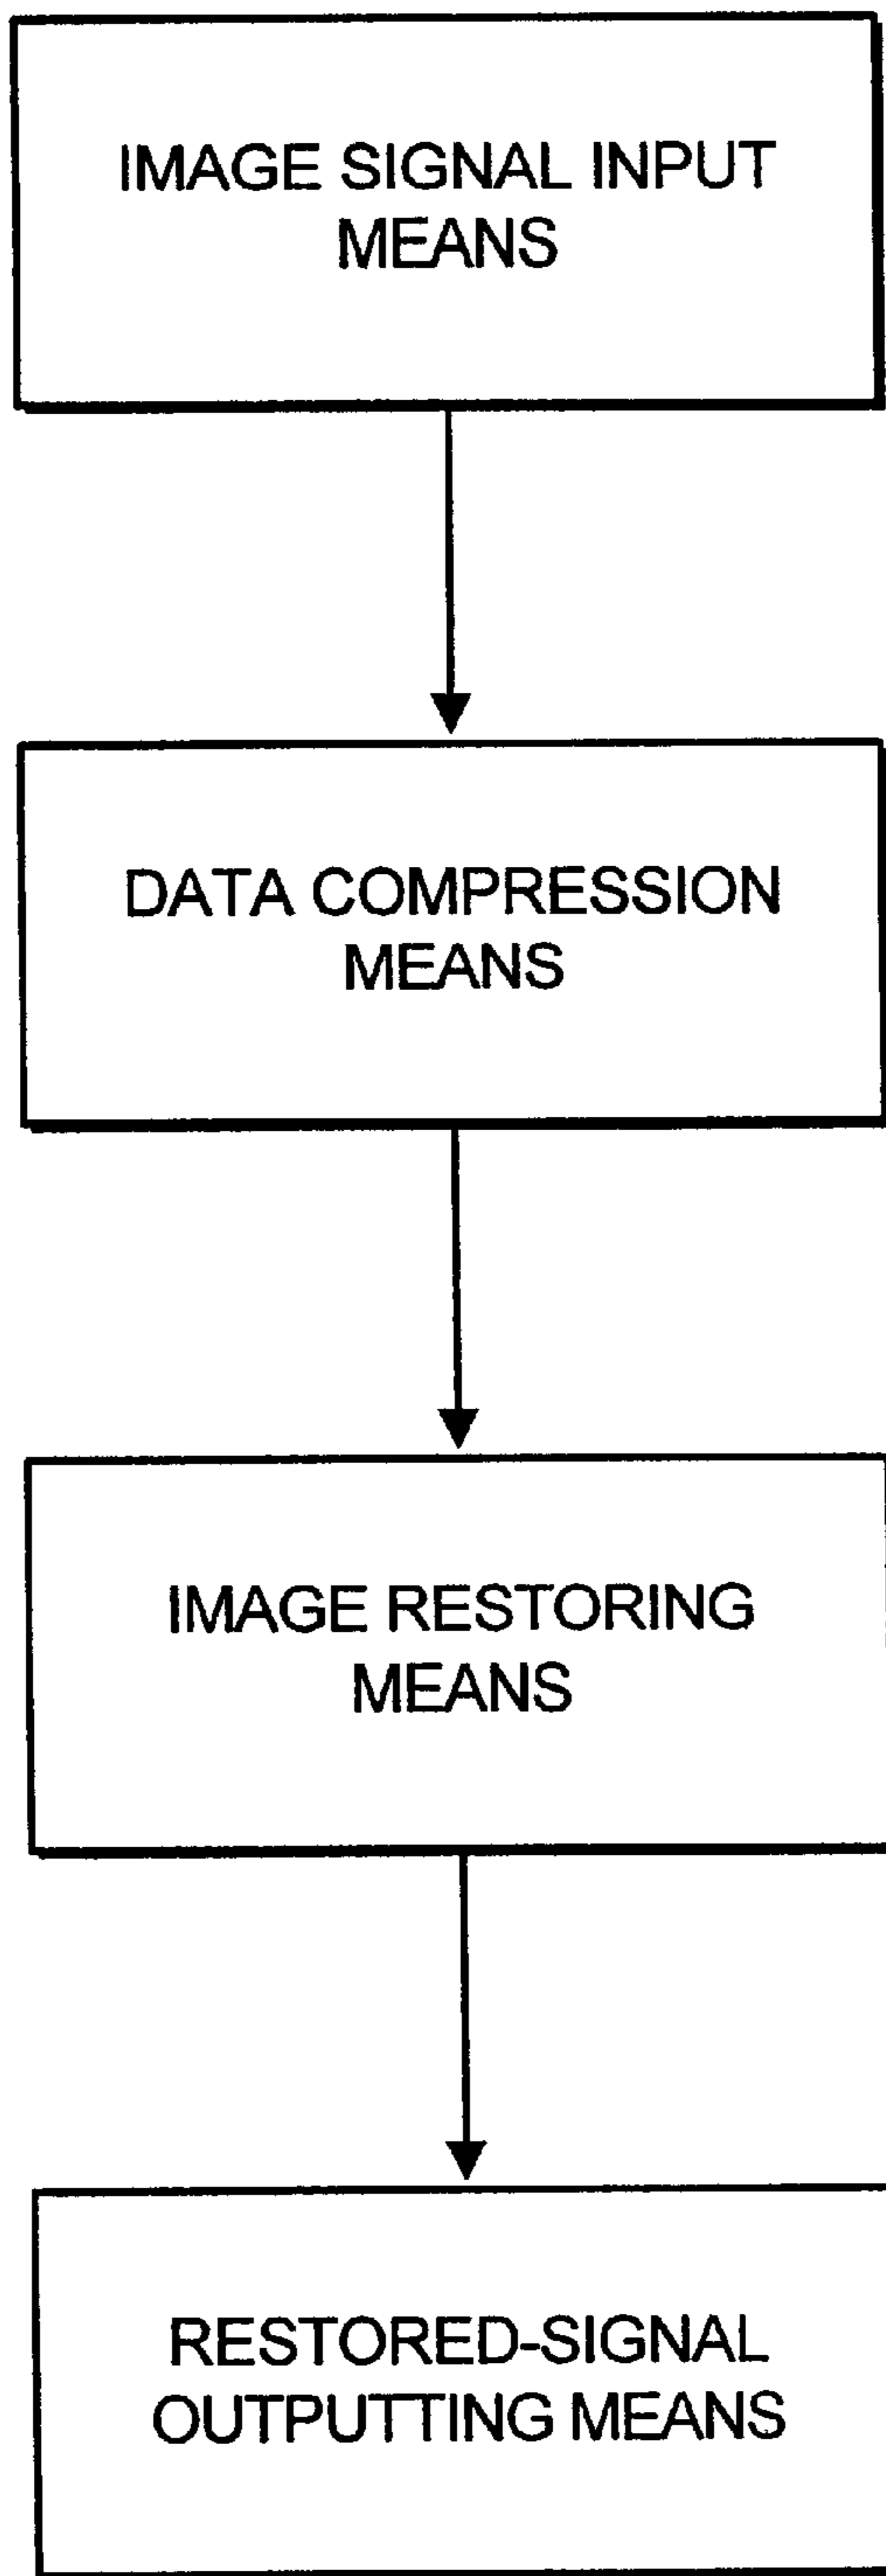 IMAGE SIGNAL INPUT
MEANS
DATA COMPRESSION
MEANS
IMAGE RESTORING
MEANS
RESTORED-SIGNAL
OUTPUTTING MEANS